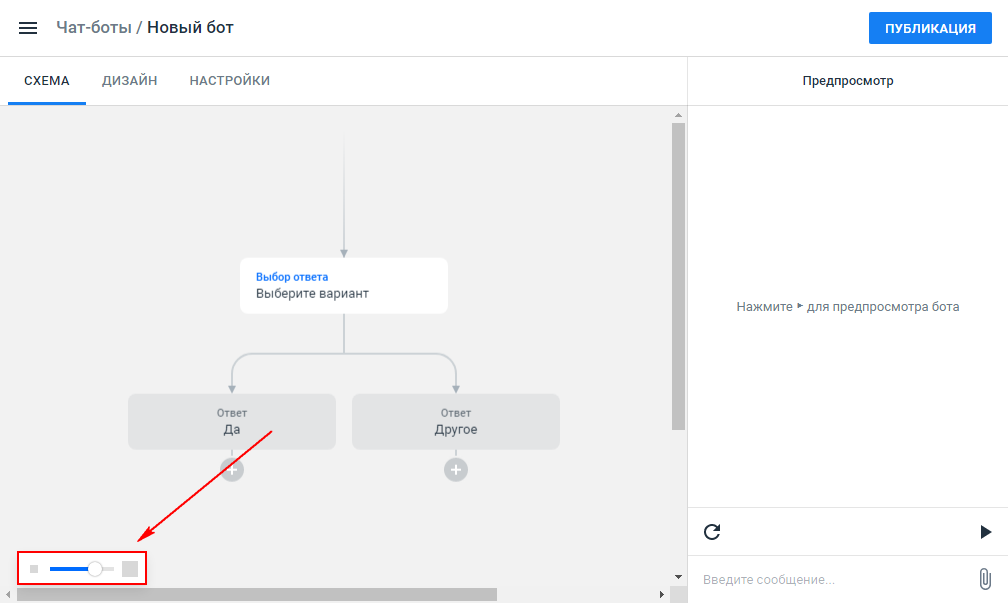 Чат-боты / Новый бот
ПУБЛИКАЦИЯ
СХЕМА
ДИЗАЙН
НАСТРОЙКИ
Предпросмотр
Выбор ответа
Выберите вариант
Ответ
Да
Ответ
Другое
Нажмите ▸ для предпросмотра бота
Введите сообщение...